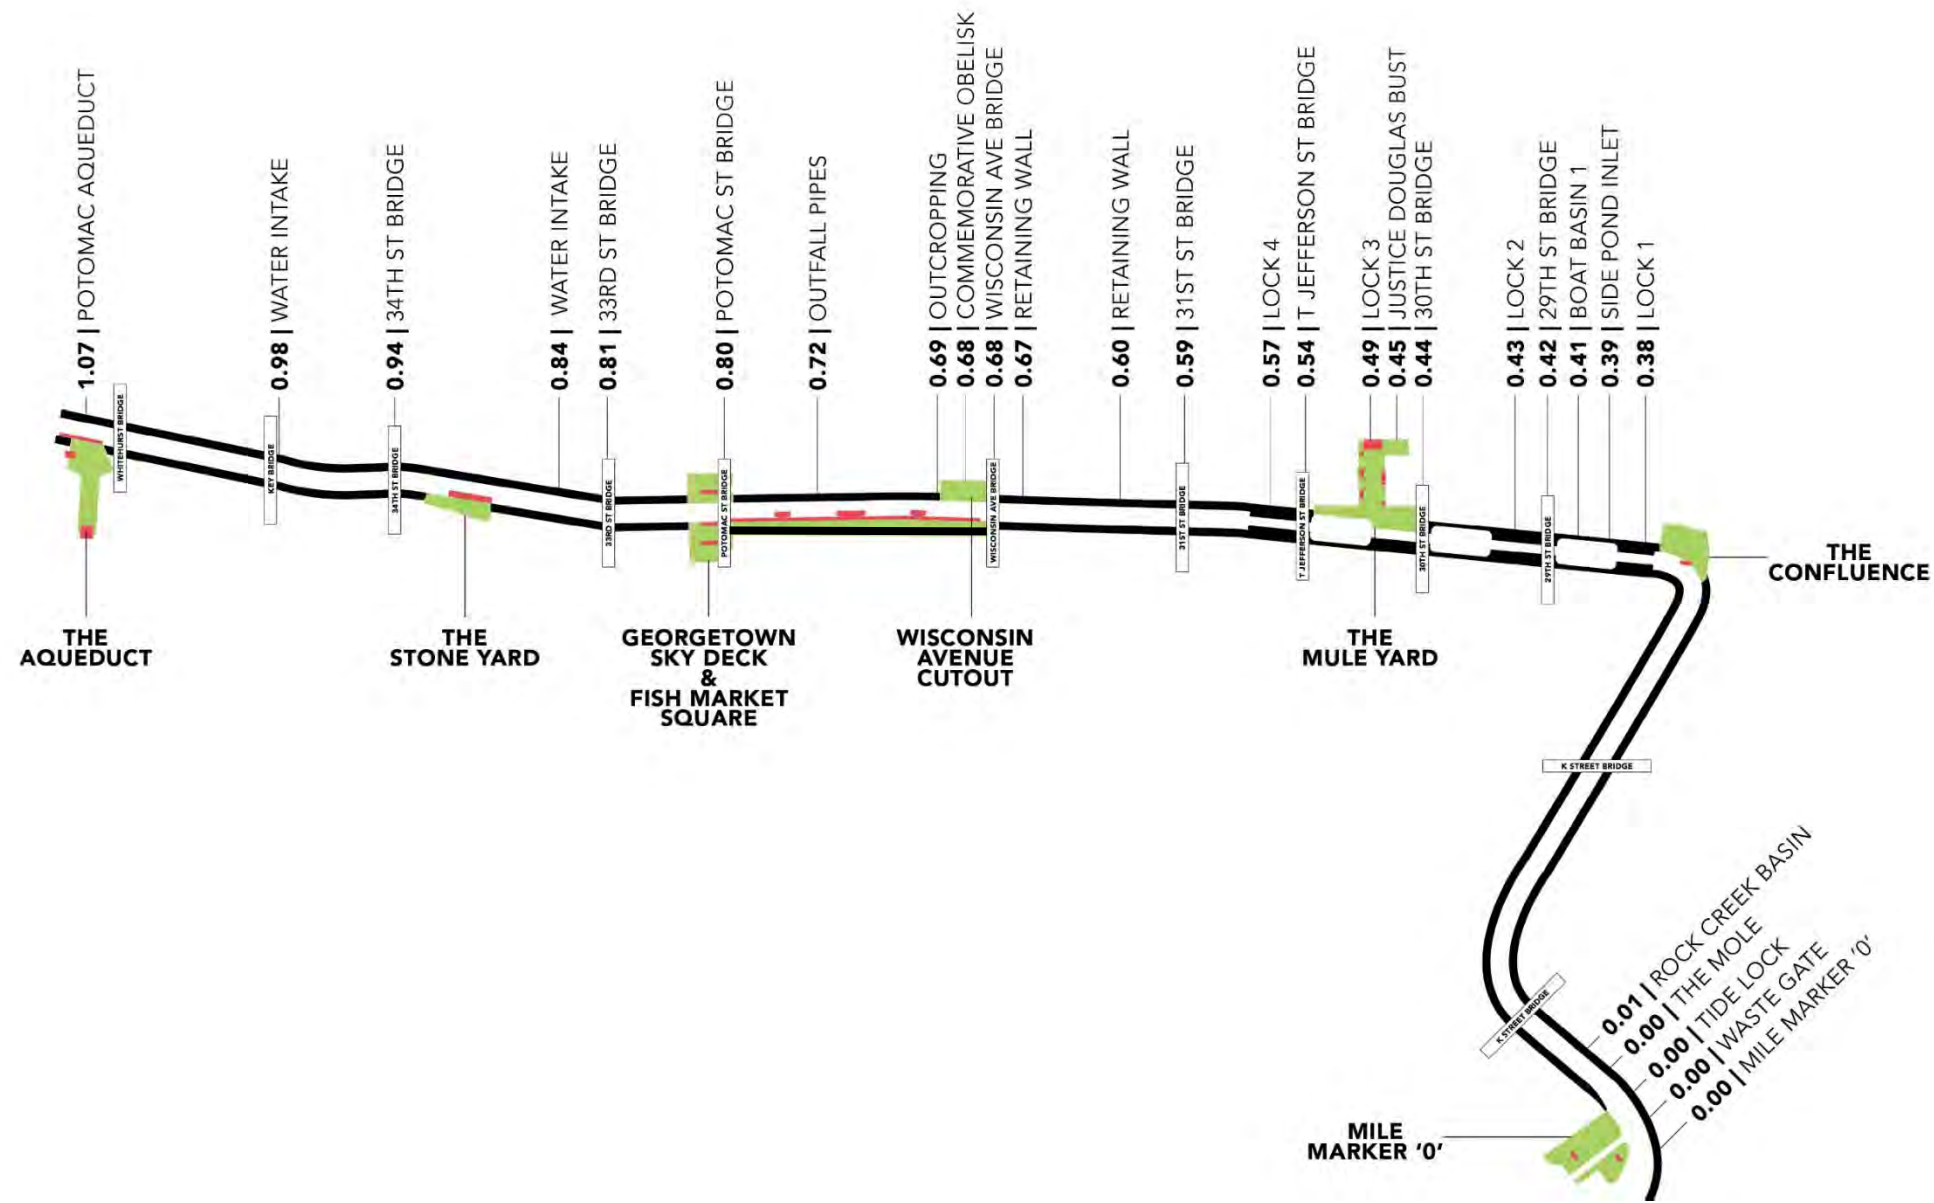 1.07 | POTOMAC AQUEDUCT
0.98 | WATER INTAKE
0.94 | 34TH ST BRIDGE
0.84 | WATER INTAKE
0.81 | 33RD ST BRIDGE
0.80 | POTOMAC ST BRIDGE
0.72 | OUTFALL PIPES
0.69 | OUTCROPPING
0.68 | COMMEMORATIVE OBELISK
0.68 | WISCONSIN AVE BRIDGE
0.67 | RETAINING WALL
0.60 | RETAINING WALL
0.59 | 31ST ST BRIDGE
0.57 | LOCK 4
0.54 | T JEFFERSON ST BRIDGE
0.49 | LOCK 3
0.45 | JUSTICE DOUGLAS BUST
0.44 | 30TH ST BRIDGE
0.43 | LOCK 2
0.42 | 29TH ST BRIDGE
0.41 | BOAT BASIN 1
0.39 | SIDE POND INLET
0.38 | LOCK 1
WHITEHURST BRIDGE
KEY BRIDGE
34TH ST BRIDGE
33RD ST BRIDGE
POTOMAC ST BRIDGE
WISCONSIN AVE BRIDGE
31ST ST BRIDGE
T JEFFERSON ST BRIDGE
30TH ST BRIDGE
29TH ST BRIDGE
THE
CONFLUENCE
THE
AQUEDUCT
THE
STONE YARD
GEORGETOWN
SKY DECK
&
FISH MARKET
SQUARE
WISCONSIN
AVENUE
CUTOUT
THE
MULE YARD
K STREET BRIDGE
K STREET BRIDGE
0.01 | ROCK CREEK BASIN
0.00 | THE MOLE
0.00 | TIDE LOCK
0.00 | WASTE GATE
0.00 | MILE MARKER '0'
MILE
MARKER '0'